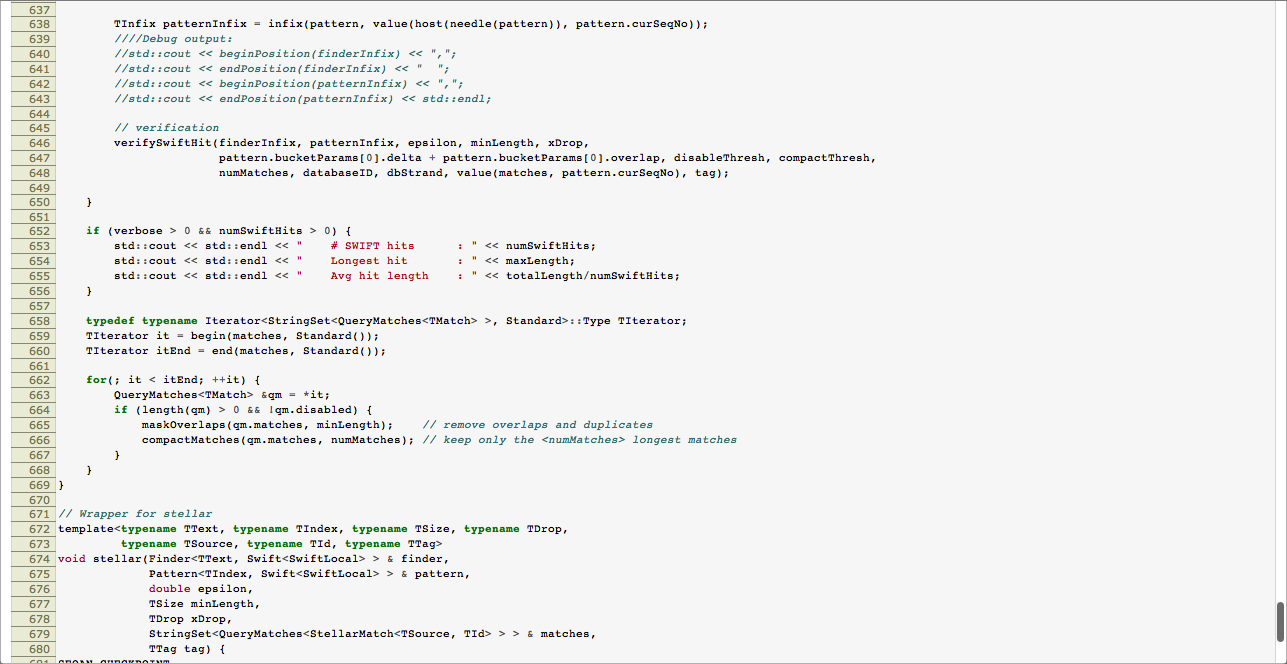 637
638         TInfix patternInfix = infix(pattern, value(host(needle(pattern)), pattern.curSeqNo));
639         ////Debug output:
640         //std::cout << beginPosition(finderInfix) << ",";
641         //std::cout << endPosition(finderInfix) << "  ";
642         //std::cout << beginPosition(patternInfix) << ",";
643         //std::cout << endPosition(patternInfix) << std::endl;
644
645         // verification
646         verifySwiftHit(finderInfix, patternInfix, epsilon, minLength, xDrop,
647                        pattern.bucketParams[0].delta + pattern.bucketParams[0].overlap, disableThresh, compactThresh,
648                        numMatches, databaseID, dbStrand, value(matches, pattern.curSeqNo), tag);
649
650     }
651
652     if (verbose > 0 && numSwiftHits > 0) {
653         std::cout << std::endl << "    # SWIFT hits      : " << numSwiftHits;
654         std::cout << std::endl << "    Longest hit       : " << maxLength;
655         std::cout << std::endl << "    Avg hit length    : " << totalLength/numSwiftHits;
656     }
657
658     typedef typename Iterator<StringSet<QueryMatches<TMatch> >, Standard>::Type TIterator;
659     TIterator it = begin(matches, Standard());
660     TIterator itEnd = end(matches, Standard());
661
662     for(; it < itEnd; ++it) {
663         QueryMatches<TMatch> &qm = *it;
664         if (length(qm) > 0 && !qm.disabled) {
665             maskOverlaps(qm.matches, minLength);    // remove overlaps and duplicates
666             compactMatches(qm.matches, numMatches); // keep only the <numMatches> longest matches
667         }
668     }
669 }
670
671 // Wrapper for stellar
672 template<typename TText, typename TIndex, typename TSize, typename TDrop,
673          typename TSource, typename TId, typename TTag>
674 void stellar(Finder<TText, Swift<SwiftLocal> > & finder,
675              Pattern<TIndex, Swift<SwiftLocal> > & pattern,
676              double epsilon,
677              TSize minLength,
678              TDrop xDrop,
679              StringSet<QueryMatches<StellarMatch<TSource, TId> > > & matches,
680              TTag tag) {